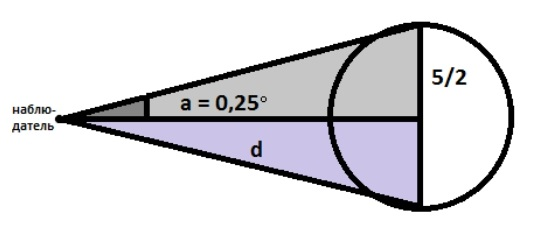 5/2
a = 0,25°
наблю-
датель
d